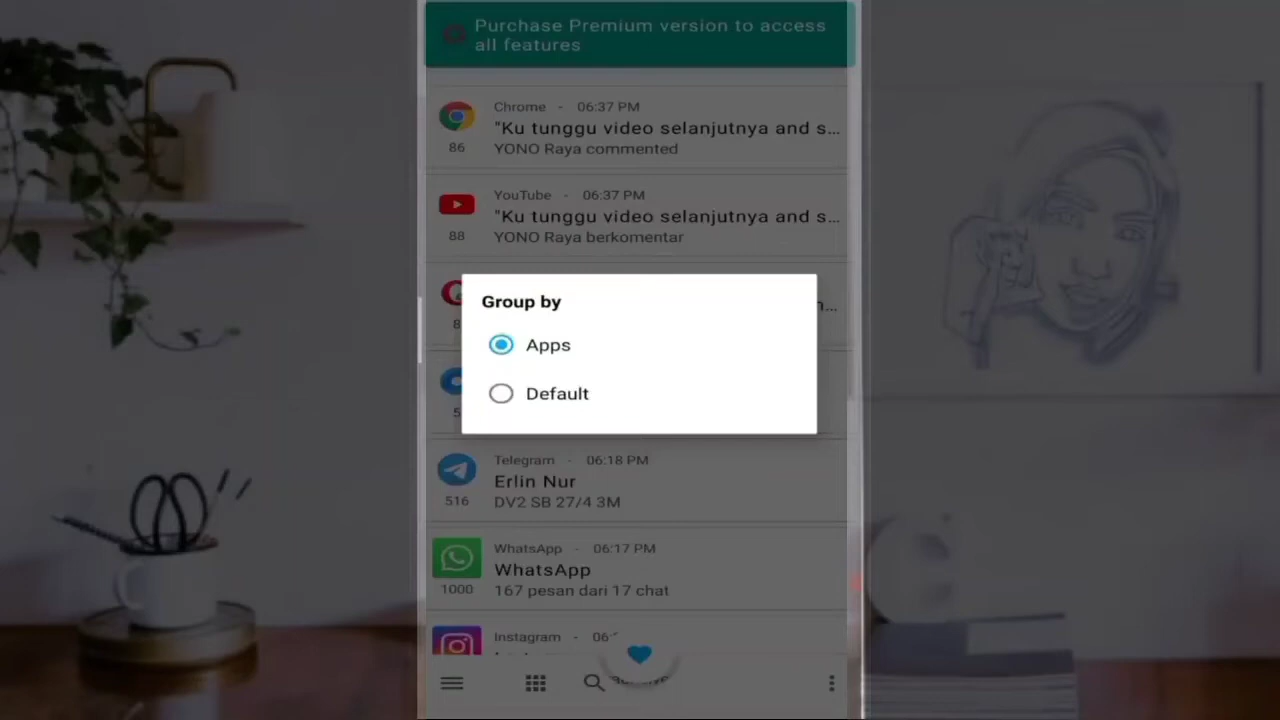 Purchase Premium version to access
all features
Chrome - 06:37 PM
"Ku tunggu video selanjutnya and s...
86
YONO Raya commented
YouTube - 06:37 PM
"Ku tunggu video selanjutnya and s...
88
YONO Raya berkomentar
Group by
Apps
Default
Telegram - 06:18 PM
Erlin Nur
516
DV2 SB 27/4 3M
WhatsApp - 06:17 PM
WhatsApp
1000
167 pesan dari 17 chat
Instagram -